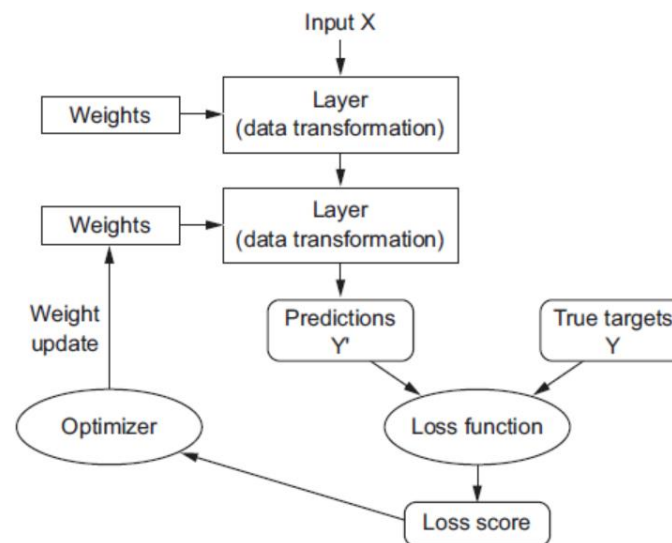 Input X
Layer
(data transformation)
Weights
Layer
(data transformation)
Weights
Weight
update
Predictions
Y'
True targets
Y
Optimizer
Loss function
Loss score